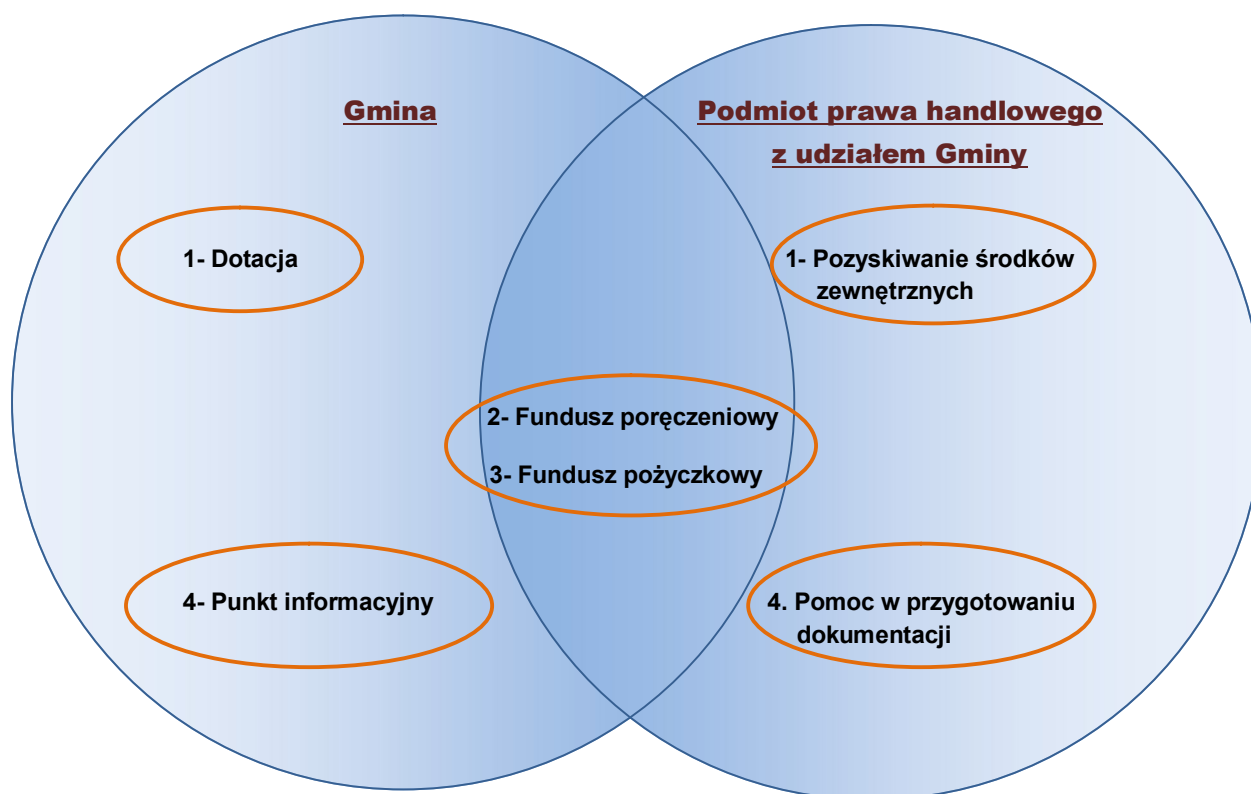 Gmina
Podmiot prawa handlowego
z udziałem Gminy
1- Dotacja
1- Pozyskiwanie środków
zewnętrznych
2- Fundusz poręczeniowy
3- Fundusz pożyczkowy
4- Punkt informacyjny
4. Pomoc w przygotowaniu
dokumentacji